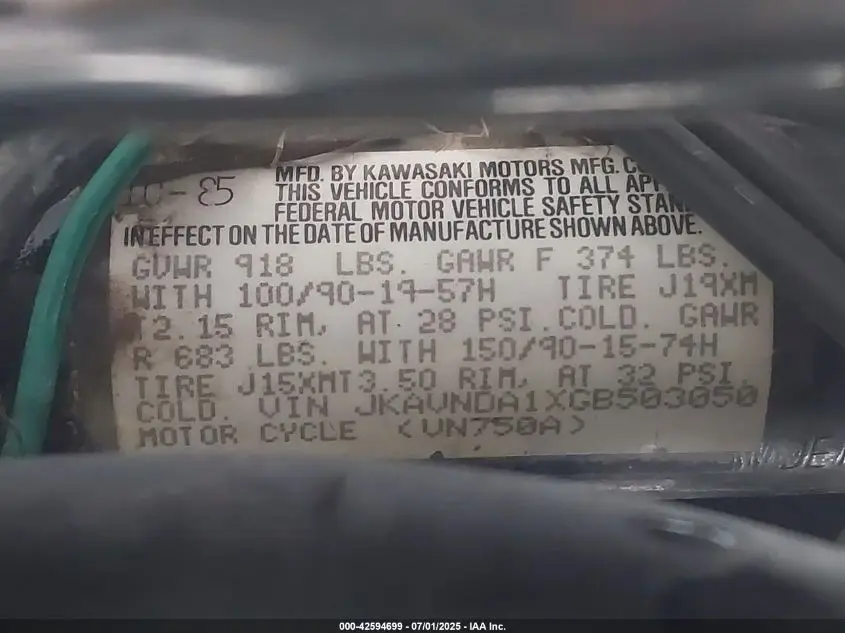 10-85
MFD. BY KAWASAKI MOTORS MFG.
THIS VEHICLE CONFORMS TO ALL
FEDERAL MOTOR VEHICLE SAFETY
IN EFFECT ON THE DATE OF MANUFACTURE SHOWN ABOVE.
GVWR 918 LBS. GAWR F 374 LBS.
WITH 100/90-19-57H TIRE J19XM
T2.15 RIM, AT 28 PSI.COLD. GAWR
R 683 LBS. WITH 150/90-15-74H
TIRE J15XMT3.50 RIM, AT 32 PSI.
COLD. VIN JKAVNDA1XGB503050
MOTOR CYCLE (VN750A)
000-42594699 - 07/01/2025 - IAA Inc.